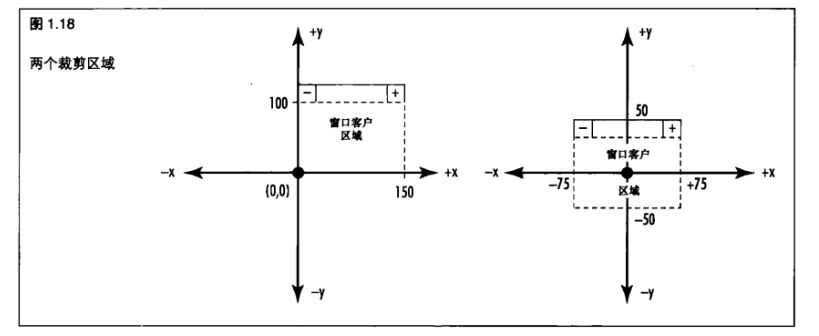 图 1.18
两个裁剪区域
+y
− +
100
窗口客户
区域
−x
+x
(0,0)
150
−y
+y
50
− +
窗口客户
−x
+x
−75
区域
+75
−50
−y